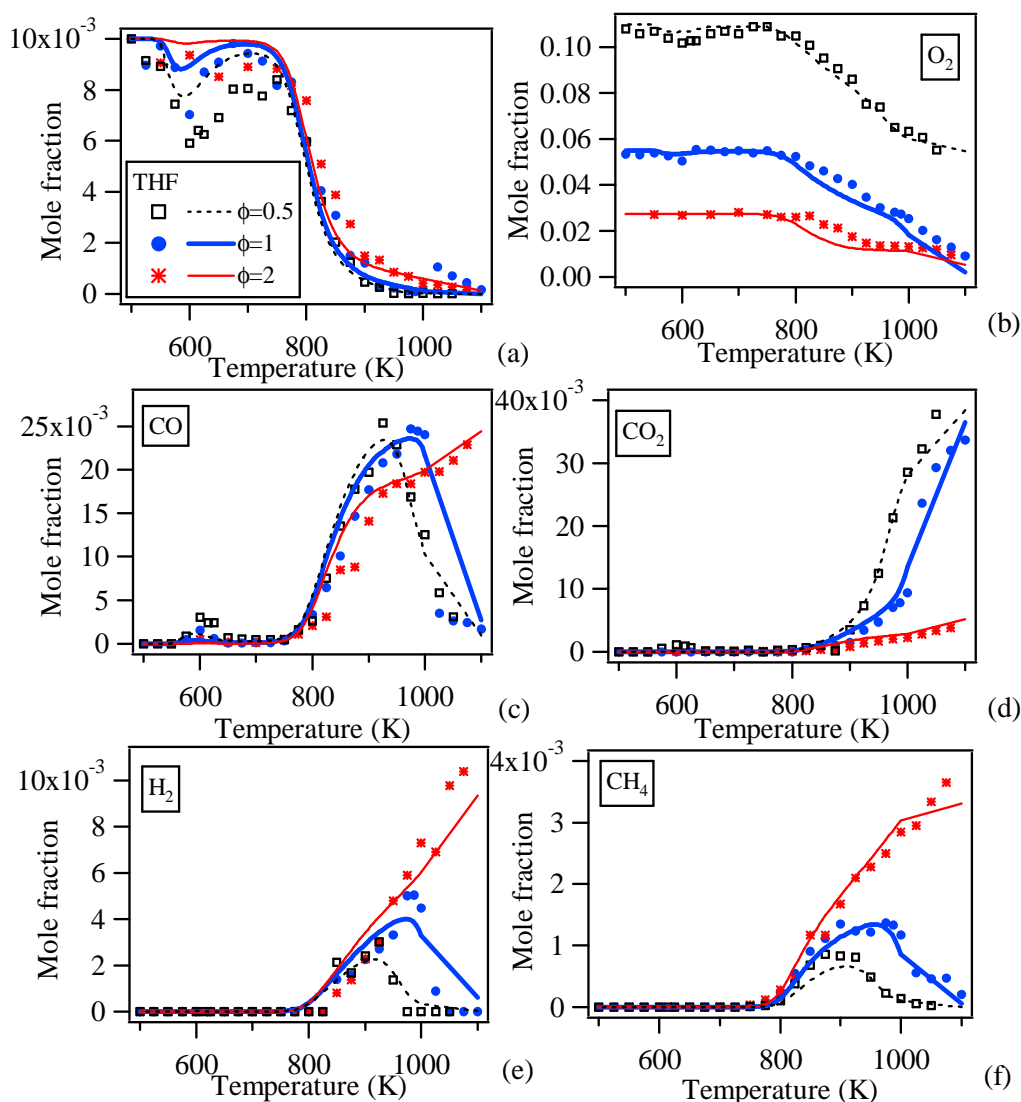 10x10⁻³
8
6
4
2
0
Mole fraction
THF
ϕ=0.5
ϕ=1
ϕ=2
600
800
1000
Temperature (K)
(a)
0.10
0.08
0.06
0.04
0.02
0.00
Mole fraction
O₂
600
800
1000
Temperature (K)
(b)
25x10⁻³
20
15
10
5
0
Mole fraction
CO
600
800
1000
Temperature (K)
(c)
40x10⁻³
30
20
10
0
Mole fraction
CO₂
600
800
1000
Temperature (K)
(d)
10x10⁻³
8
6
4
2
0
Mole fraction
H₂
600
800
1000
Temperature (K)
(e)
4x10⁻³
3
2
1
0
Mole fraction
CH₄
600
800
1000
Temperature (K)
(f)